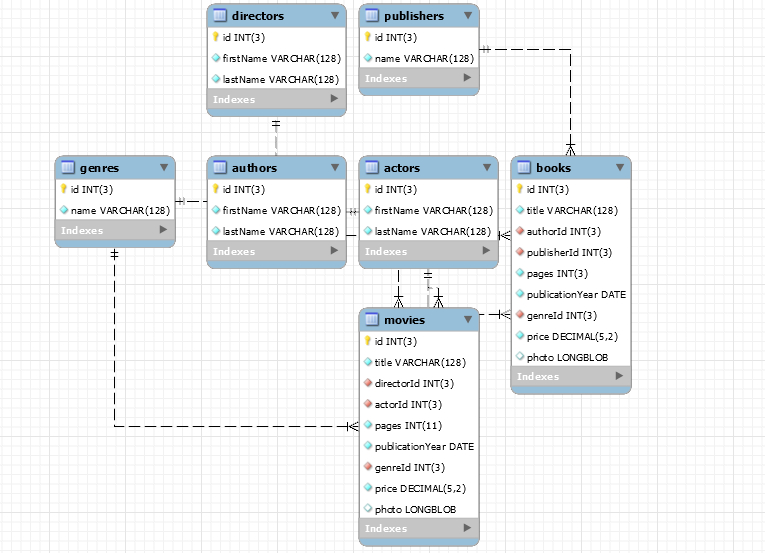 directors
id INT(3)
firstName VARCHAR(128)
lastName VARCHAR(128)
Indexes
publishers
id INT(3)
name VARCHAR(128)
Indexes
genres
id INT(3)
name VARCHAR(128)
Indexes
authors
id INT(3)
firstName VARCHAR(128)
lastName VARCHAR(128)
Indexes
actors
id INT(3)
firstName VARCHAR(128)
lastName VARCHAR(128)
Indexes
books
id INT(3)
title VARCHAR(128)
authorId INT(3)
publisherId INT(3)
pages INT(3)
publicationYear DATE
genreId INT(3)
price DECIMAL(5,2)
photo LONGBLOB
Indexes
movies
id INT(3)
title VARCHAR(128)
directorId INT(3)
actorId INT(3)
pages INT(11)
publicationYear DATE
genreId INT(3)
price DECIMAL(5,2)
photo LONGBLOB
Indexes